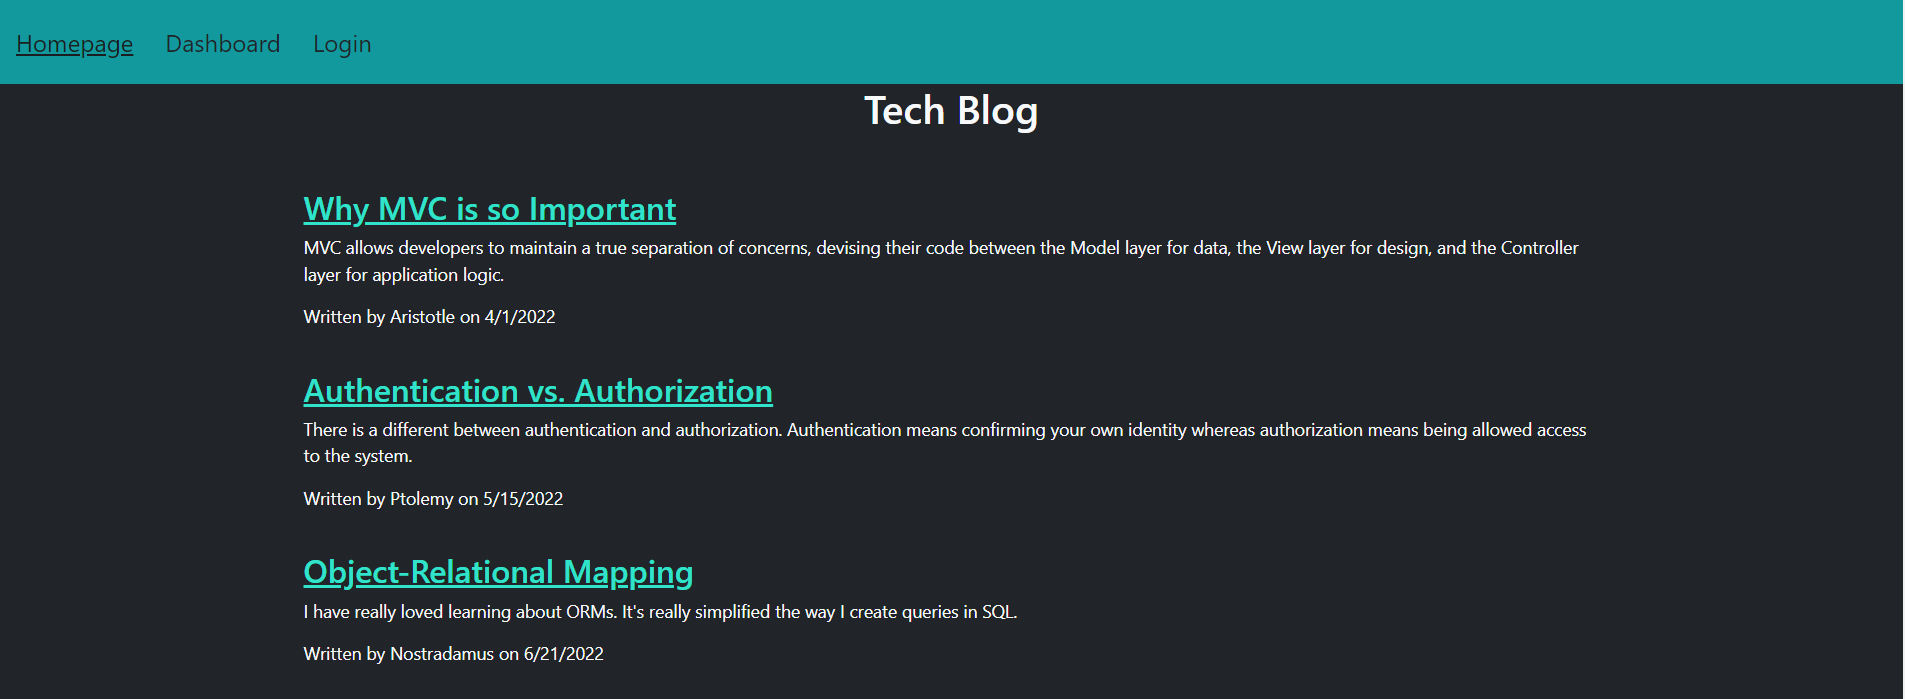 Homepage Dashboard Login
Tech Blog
Why MVC is so Important
MVC allows developers to maintain a true separation of concerns, devising their code between the Model layer for data, the View layer for design, and the Controller
layer for application logic.
Written by Aristotle on 4/1/2022
Authentication vs. Authorization
There is a different between authentication and authorization. Authentication means confirming your own identity whereas authorization means being allowed access
to the system.
Written by Ptolemy on 5/15/2022
Object-Relational Mapping
I have really loved learning about ORMs. It's really simplified the way I create queries in SQL.
Written by Nostradamus on 6/21/2022